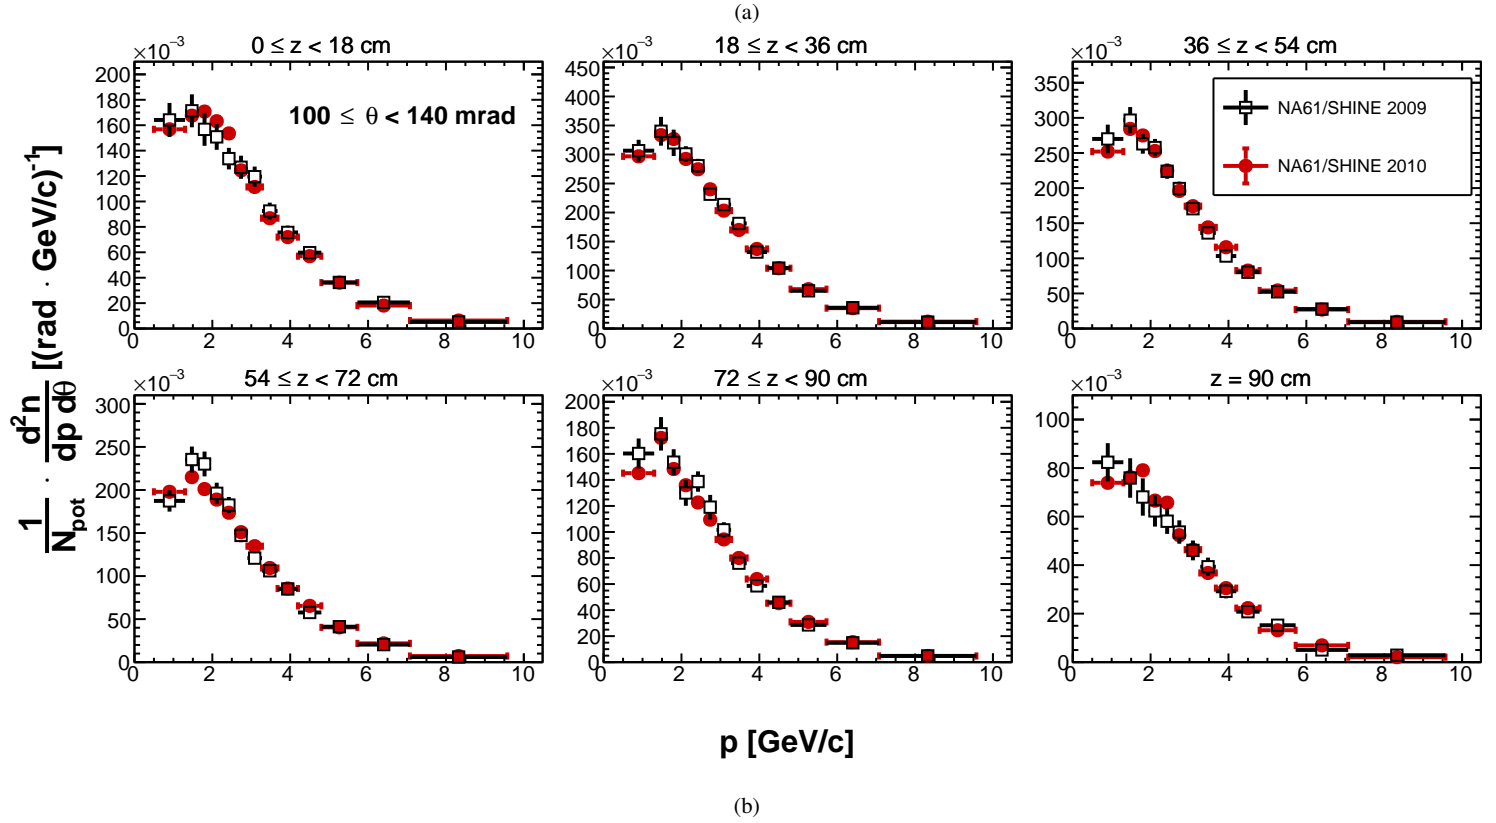 (a)
×10⁻³ 0 ≤ z < 18 cm
×10⁻³ 18 ≤ z < 36 cm
×10⁻³ 36 ≤ z < 54 cm
200
180
160
140
120
100
80
60
40
20
0
100 ≤ θ < 140 mrad
0 2 4 6 8 10
450
400
350
300
250
200
150
100
50
0
0 2 4 6 8 10
350
300
250
200
150
100
50
0
NA61/SHINE 2009
NA61/SHINE 2010
0 2 4 6 8 10
1/N_pot · d²n/dp dθ [(rad · GeV/c)⁻¹]
×10⁻³ 54 ≤ z < 72 cm
×10⁻³ 72 ≤ z < 90 cm
×10⁻³ z = 90 cm
300
250
200
150
100
50
0
0 2 4 6 8 10
200
180
160
140
120
100
80
60
40
20
0
0 2 4 6 8 10
100
80
60
40
20
0
0 2 4 6 8 10
p [GeV/c]
(b)